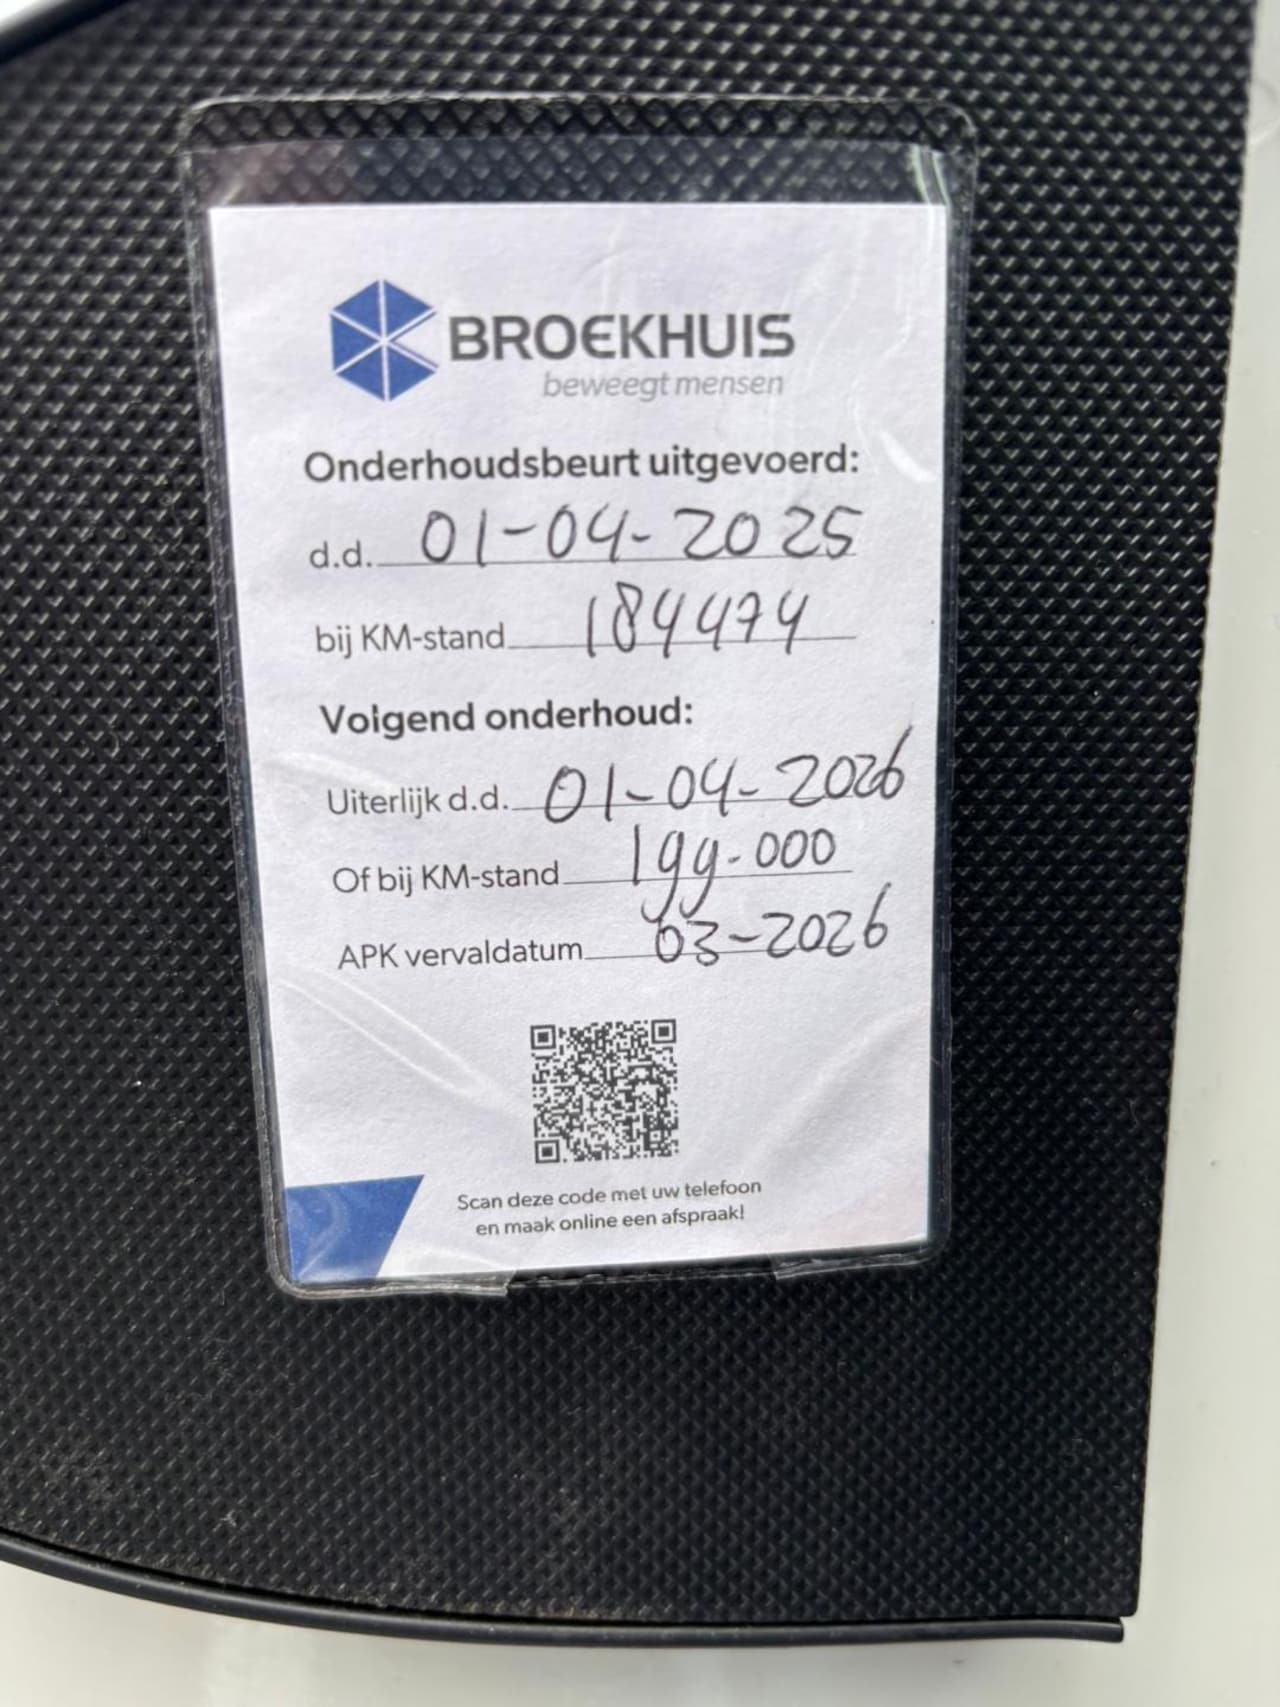 BROEKHUIS
beweegt mensen
Onderhoudsbeurt uitgevoerd:
d.d. 01-04-2025
bij KM-stand 184474
Volgend onderhoud:
Uiterlijk d.d. 01-04-2026
Of bij KM-stand 199.000
APK vervaldatum 03-2026
Scan deze code met uw telefoon
en maak online een afspraak!